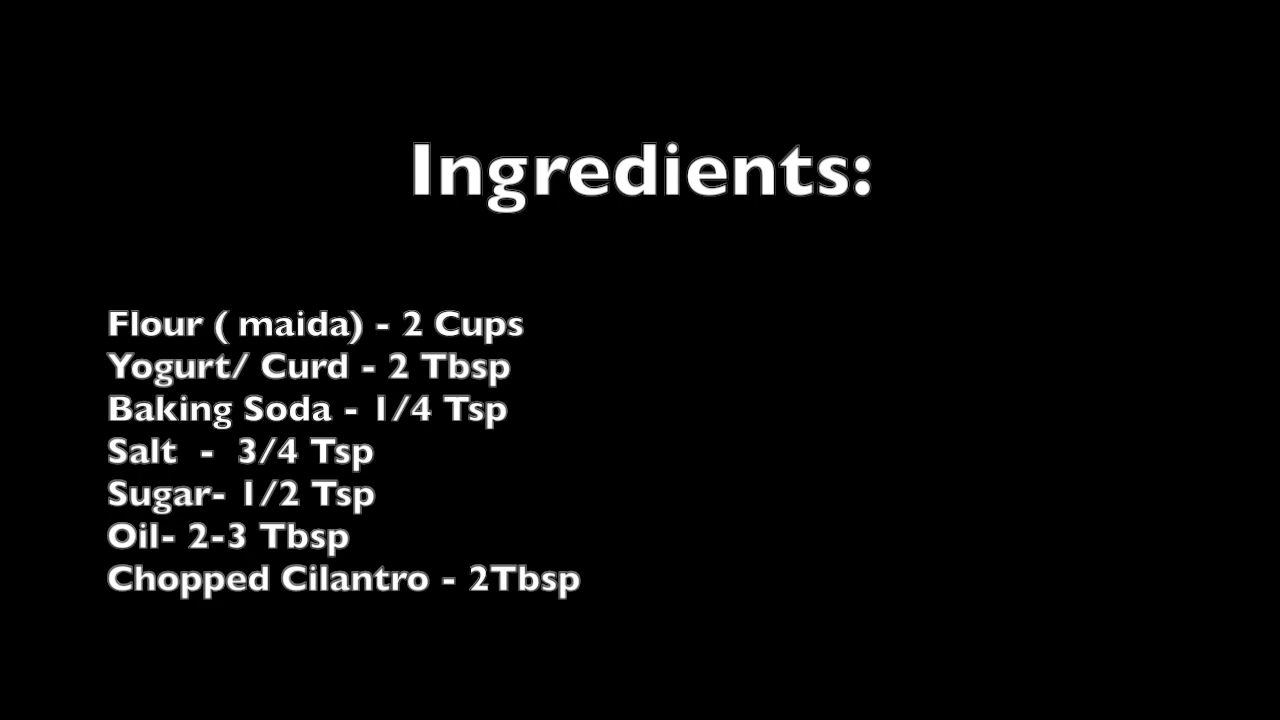 Ingredients:
Flour ( maida) - 2 Cups
Yogurt/ Curd - 2 Tbsp
Baking Soda - 1/4 Tsp
Salt  -  3/4 Tsp
Sugar- 1/2 Tsp
Oil- 2-3 Tbsp
Chopped Cilantro - 2Tbsp